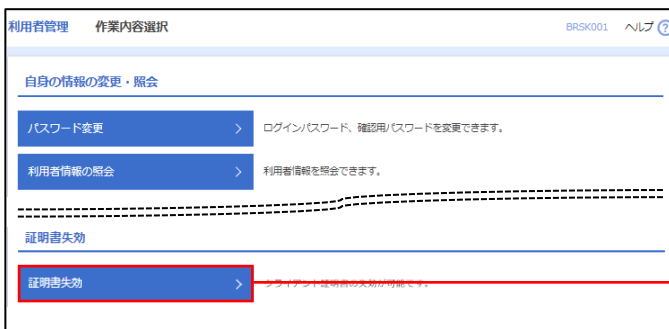 利用者管理 作業内容選択 BRSK001 ヘルプ ?
自身の情報の変更・照会
パスワード変更 ログインパスワード、確認用パスワードを変更できます。
利用者情報の照会 利用者情報を照会できます。
証明書失効
証明書失効 クライアント証明書の失効が可能です。